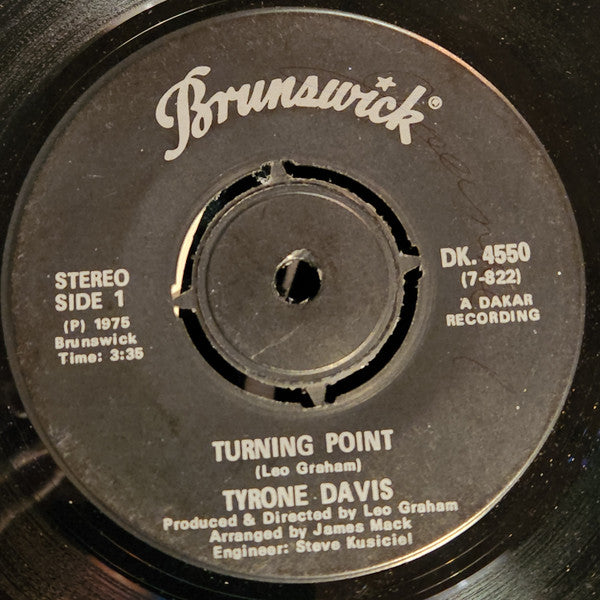 Brunswick®
STEREO
SIDE 1
(P) 1975
Brunswick
Time: 3:35
DK. 4550
(7-322)
A DAKAR
RECORDING
TURNING POINT
(Leo Graham)
TYRONE DAVIS
Produced & Directed by Leo Graham
Arranged by James Mack
Engineer: Steve Kusiciel